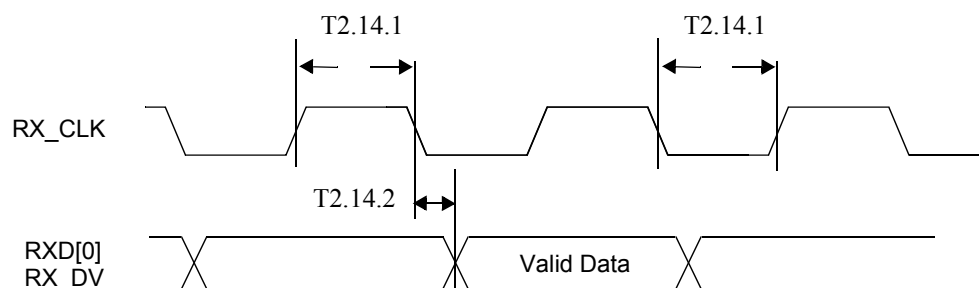 T2.14.1 T2.14.1
RX_CLK
T2.14.2
RXD[0]
RX_DV
Valid Data